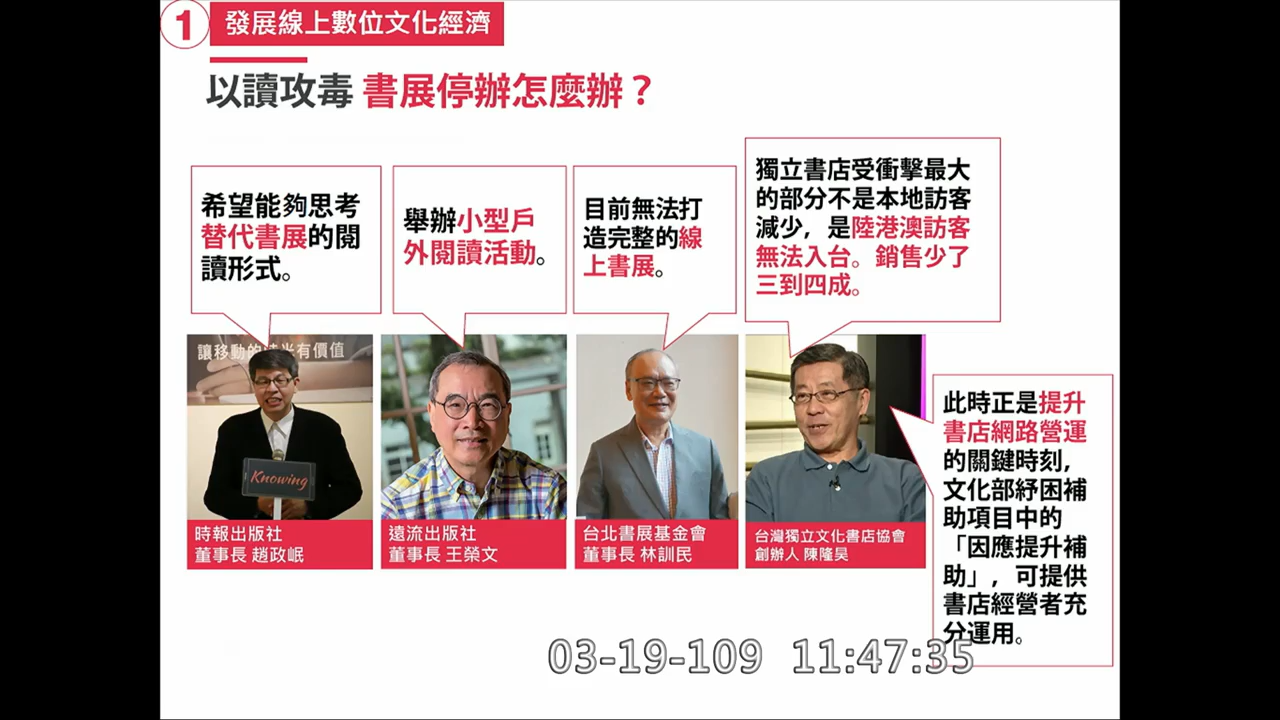 1
發展線上數位文化經濟
以讀攻毒 書展停辦怎麼辦？
希望能夠思考
替代書展的閱
讀形式。
舉辦小型戶
外閱讀活動。
目前無法打
造完整的線
上書展。
獨立書店受衝擊最大
的部分不是本地訪客
減少，是陸港澳訪客
無法入台。銷售少了
三到四成。
讓移動的時光有價值
Knowing
時報出版社
董事長 趙政岷
遠流出版社
董事長 王榮文
台北書展基金會
董事長 林訓民
台灣獨立文化書店協會
創辦人 陳隆昊
此時正是提升
書店網路營運
的關鍵時刻，
文化部紓困補
助項目中的
「因應提升補
助」，可提供
書店經營者充
分運用。
03-19-109 11:47:35